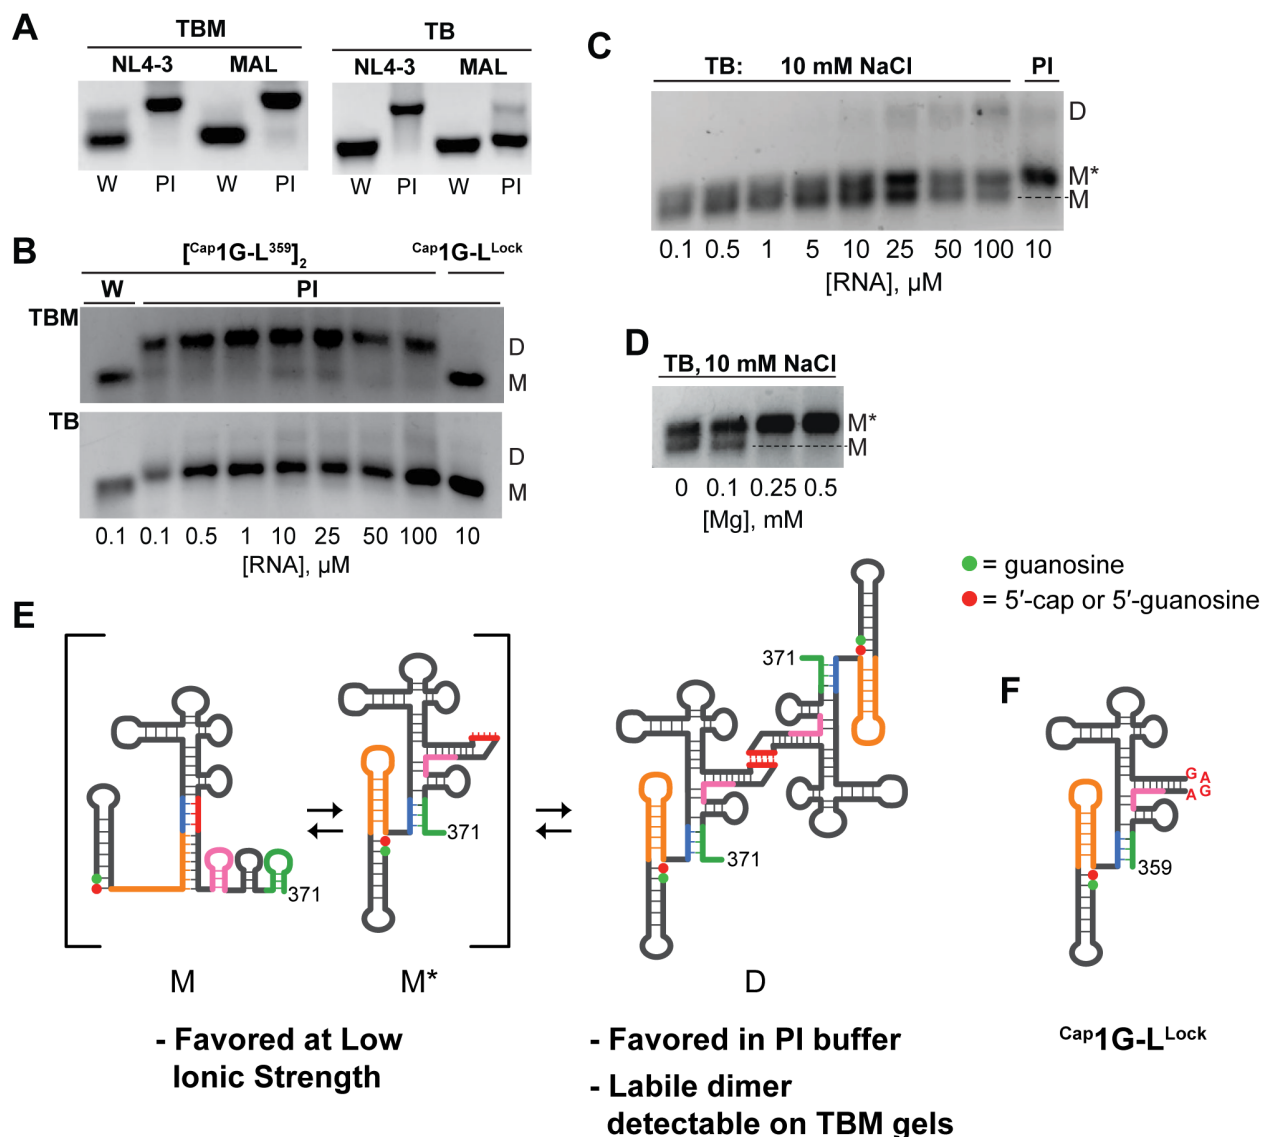 A
TBM
TB
NL4-3 MAL
NL4-3 MAL
W PI W PI
W PI W PI
B
[Cap1G-L359]2
Cap1G-LLock
W
PI
TBM
D
M
TB
D
M
0.1 0.1 0.5 1 10 25 50 100 10
[RNA], µM
C
TB: 10 mM NaCl
PI
D
M*
M
0.1 0.5 1 5 10 25 50 100 10
[RNA], µM
D
TB, 10 mM NaCl
M*
M
0 0.1 0.25 0.5
[Mg], mM
= guanosine
= 5′-cap or 5′-guanosine
E
371
371
371
371
M
M*
D
- Favored at Low
Ionic Strength
- Favored in PI buffer
- Labile dimer
detectable on TBM gels
F
G A
A G
359
Cap1G-LLock